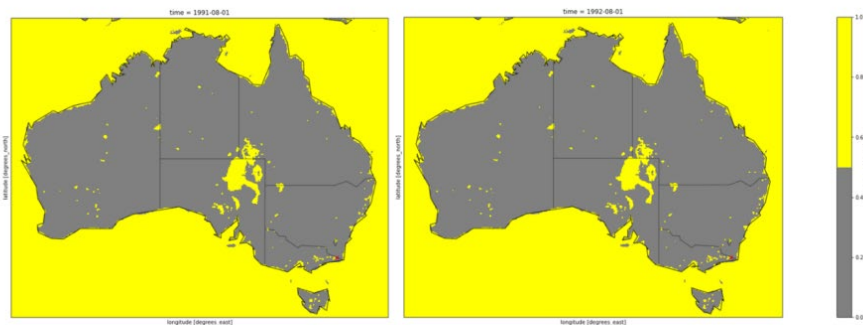 time = 1991-08-01
time = 1992-08-01
latitude [degrees_north]
longitude [degrees_east]
latitude [degrees_north]
longitude [degrees_east]
1.0
0.8
0.6
0.4
0.2
0.0